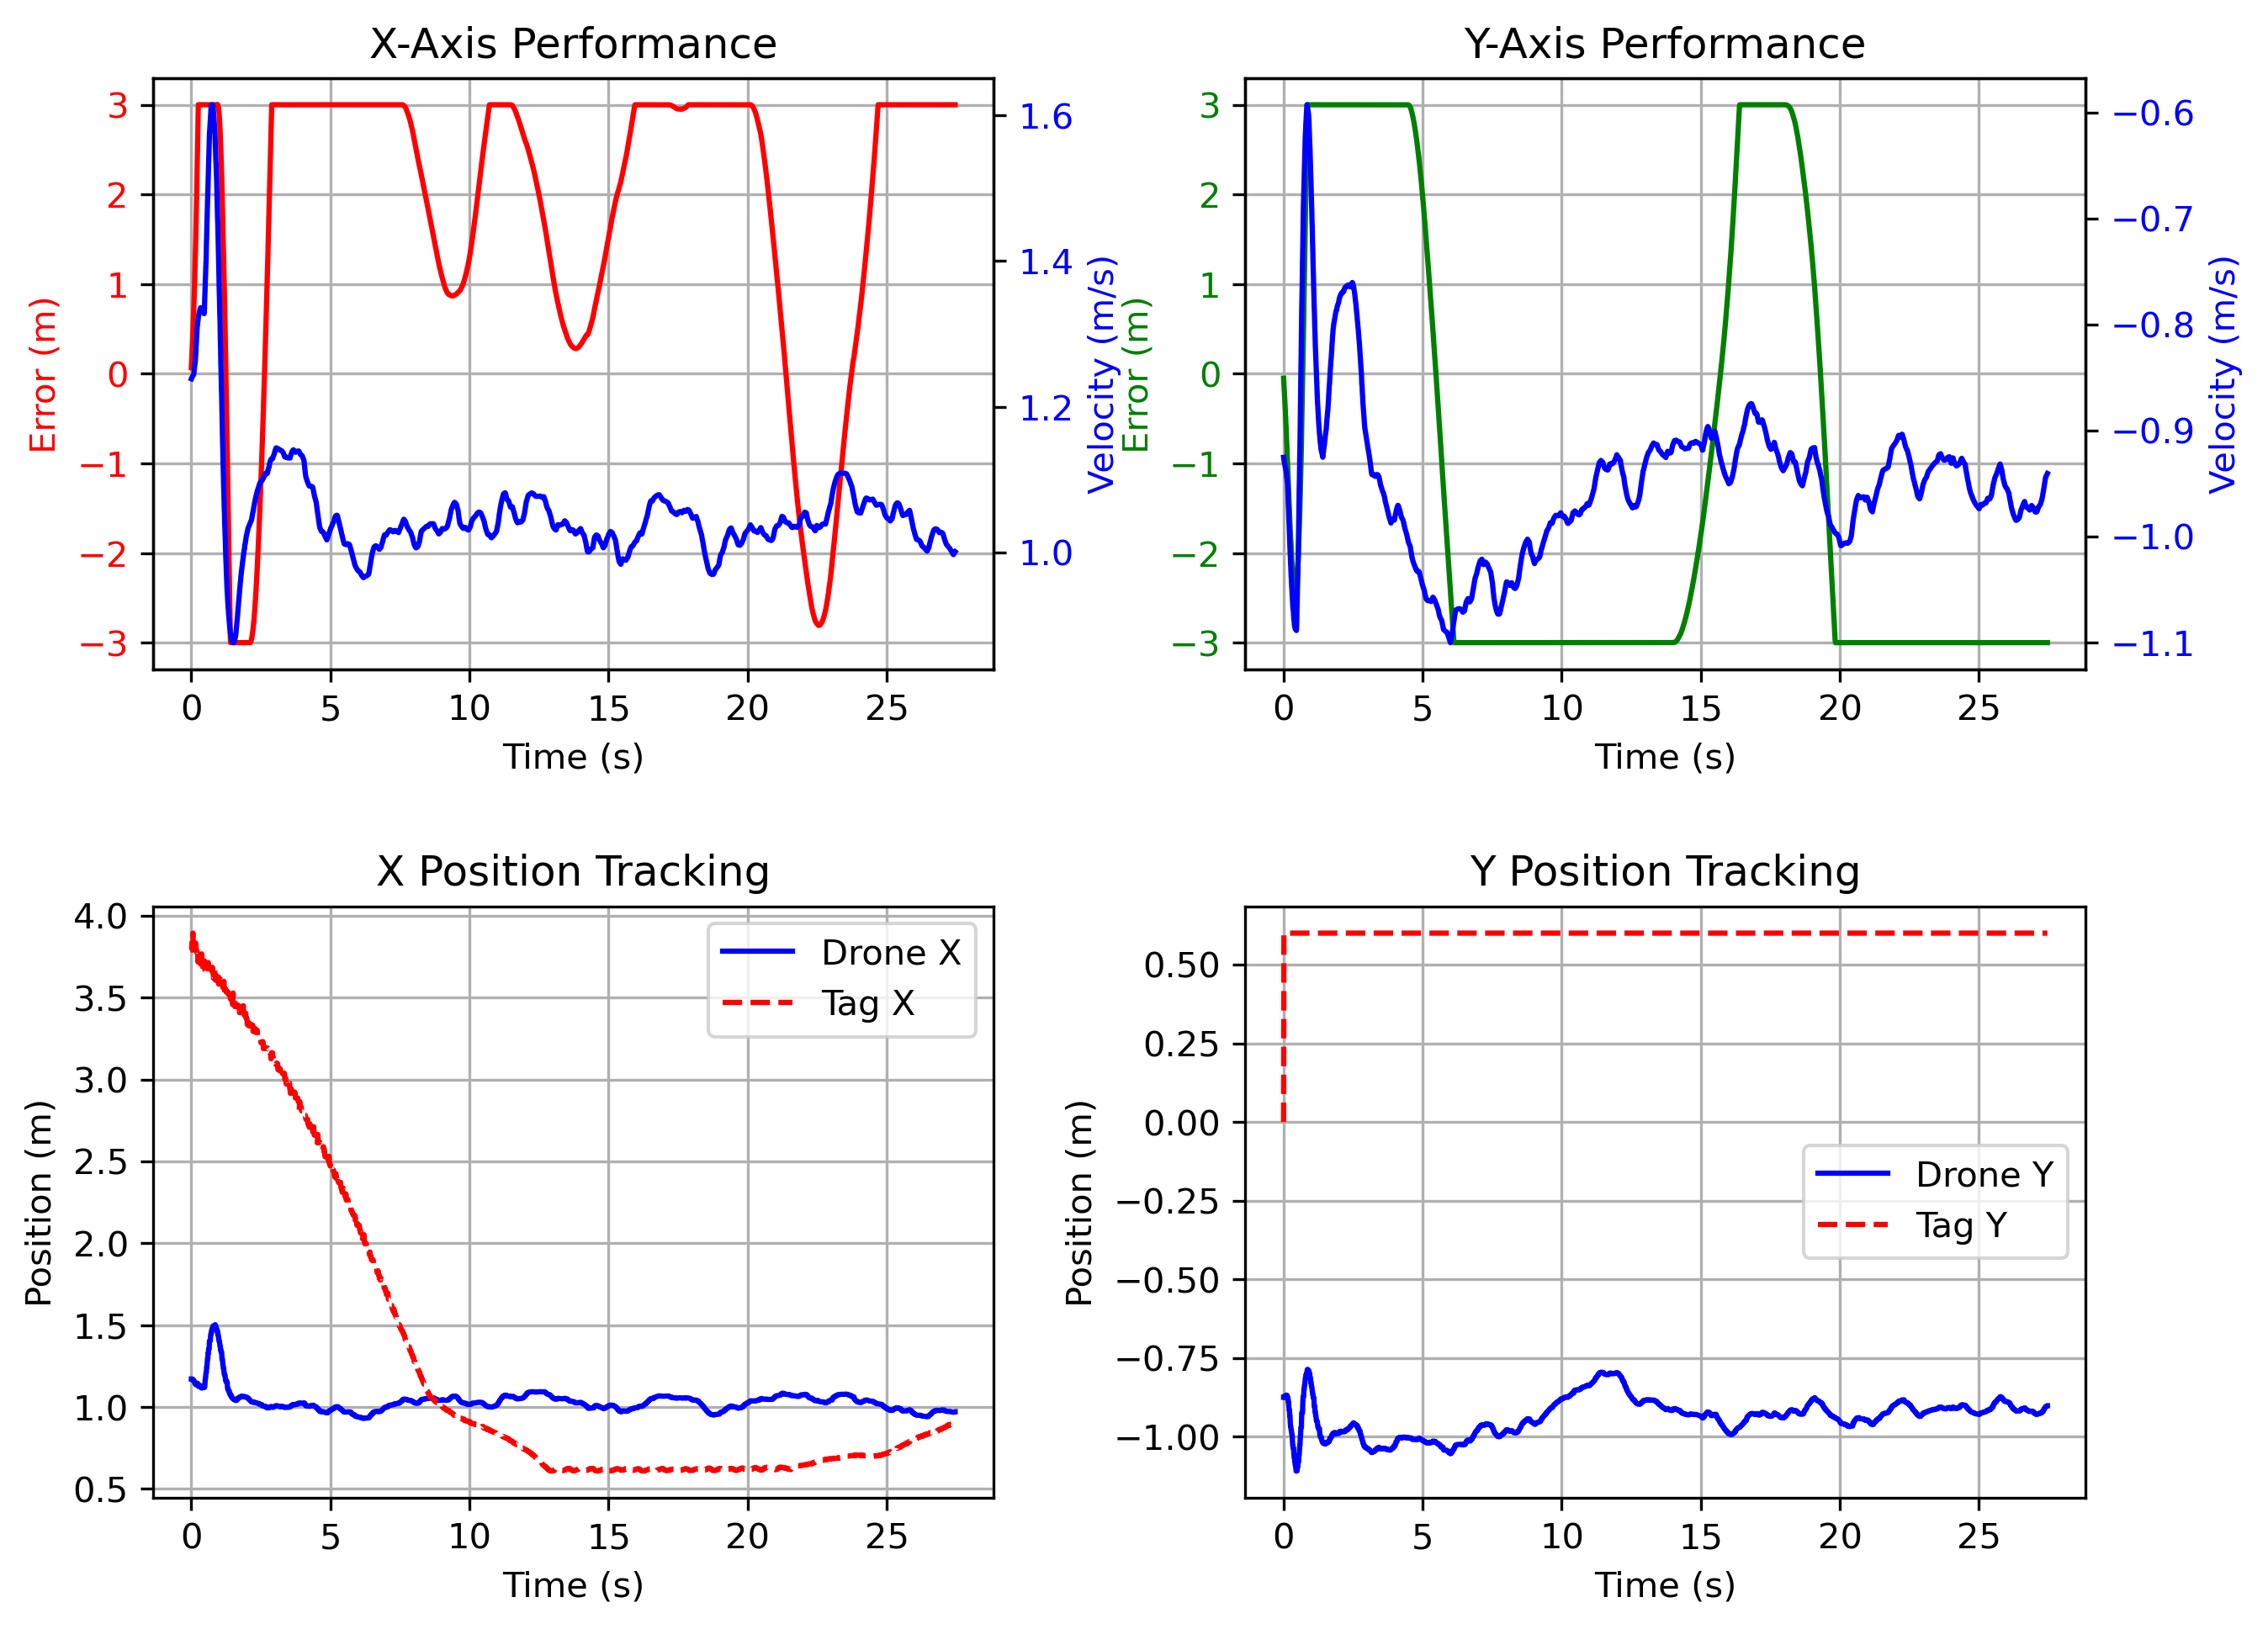 X-Axis Performance
3
2
1
0
−1
−2
−3
Error (m)
1.6
1.4
1.2
1.0
Velocity (m/s)
0 5 10 15 20 25
Time (s)
Y-Axis Performance
3
2
1
0
−1
−2
−3
Error (m)
−0.6
−0.7
−0.8
−0.9
−1.0
−1.1
Velocity (m/s)
0 5 10 15 20 25
Time (s)
X Position Tracking
4.0
3.5
3.0
2.5
2.0
1.5
1.0
0.5
Position (m)
Drone X
Tag X
0 5 10 15 20 25
Time (s)
Y Position Tracking
0.50
0.25
0.00
−0.25
−0.50
−0.75
−1.00
Position (m)
Drone Y
Tag Y
0 5 10 15 20 25
Time (s)